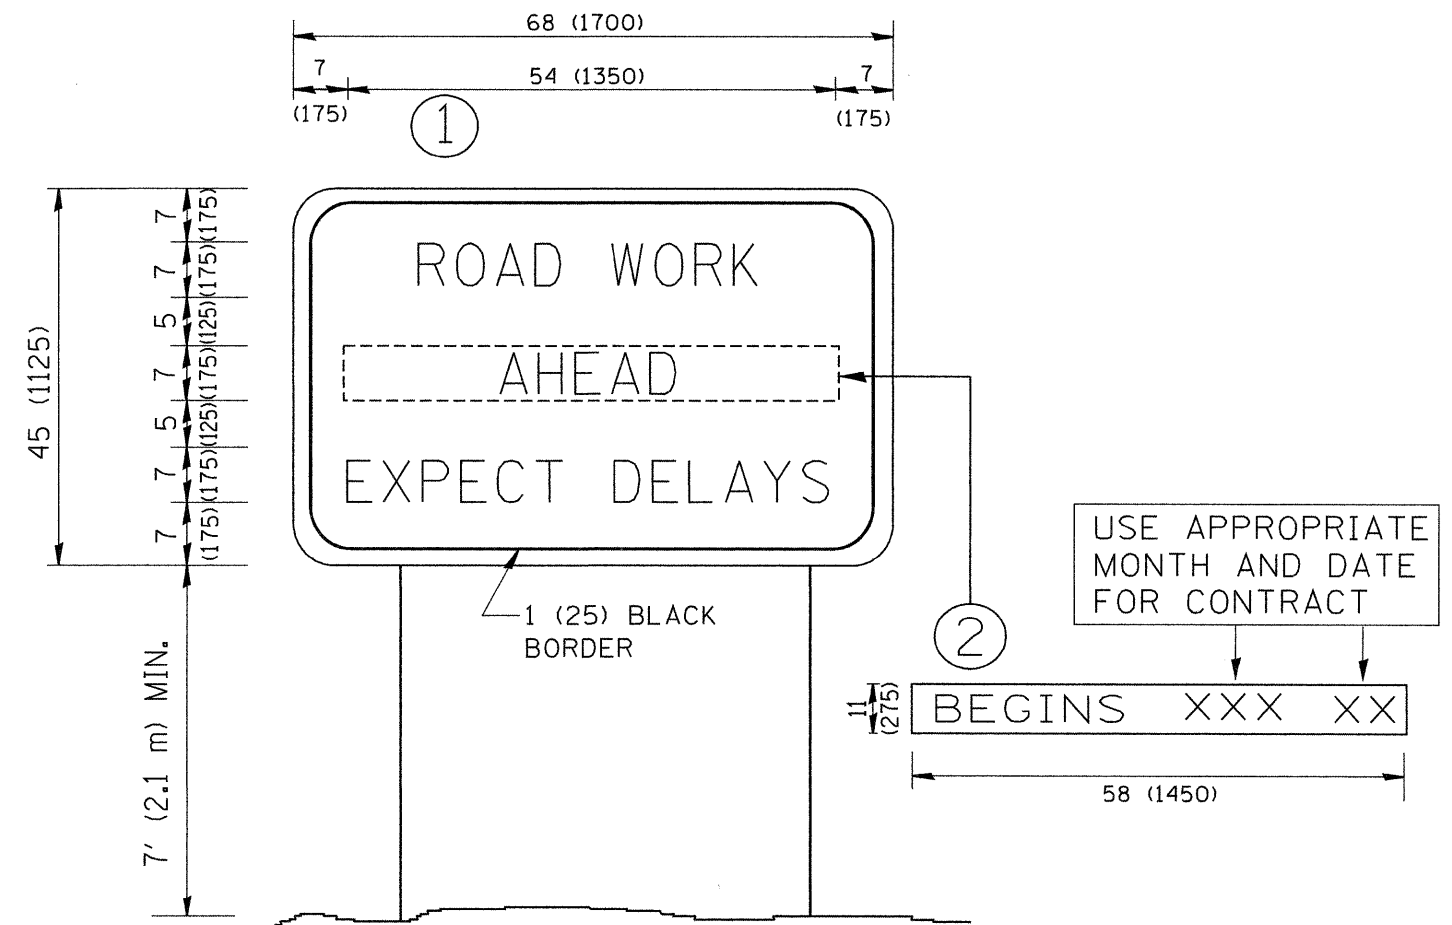 68 (1700)
7
54 (1350)
7
(175)
(175)
1
7
(175)
7
(175)
5
(125)
7
(175)
5
(125)
7
(175)
7
(175)
45 (1125)
ROAD WORK
AHEAD
EXPECT DELAYS
1 (25) BLACK
BORDER
7' (2.1 m) MIN.
USE APPROPRIATE
MONTH AND DATE
FOR CONTRACT
2
11
(275)
BEGINS XXX XX
58 (1450)